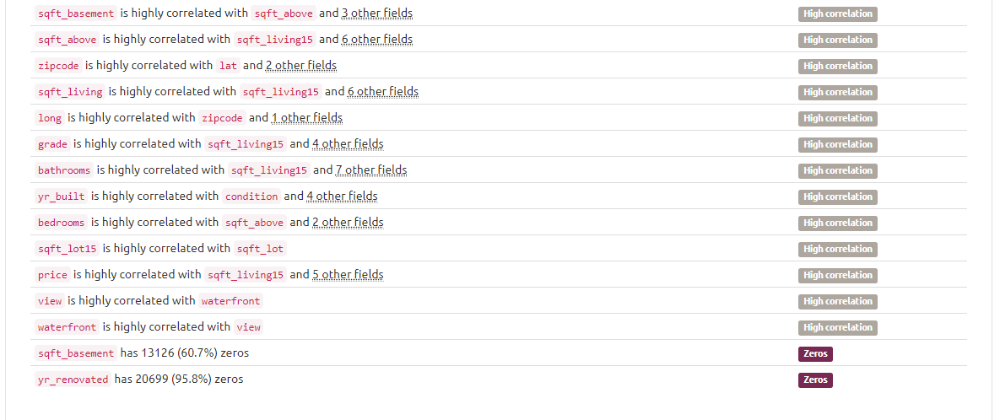 sqft_basement is highly correlated with sqft_above and 3 other fields High correlation
sqft_above is highly correlated with sqft_living15 and 6 other fields High correlation
zipcode is highly correlated with lat and 2 other fields High correlation
sqft_living is highly correlated with sqft_living15 and 6 other fields High correlation
long is highly correlated with zipcode and 1 other fields High correlation
grade is highly correlated with sqft_living15 and 4 other fields High correlation
bathrooms is highly correlated with sqft_living15 and 7 other fields High correlation
yr_built is highly correlated with condition and 4 other fields High correlation
bedrooms is highly correlated with sqft_above and 2 other fields High correlation
sqft_lot15 is highly correlated with sqft_lot High correlation
price is highly correlated with sqft_living15 and 5 other fields High correlation
view is highly correlated with waterfront High correlation
waterfront is highly correlated with view High correlation
sqft_basement has 13126 (60.7%) zeros Zeros
yr_renovated has 20699 (95.8%) zeros Zeros